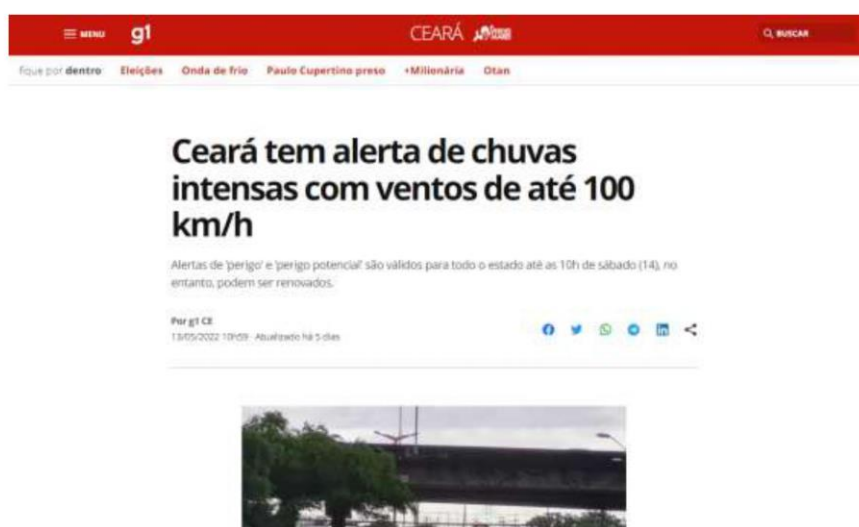 MENU g1 CEARÁ BUSCAR
fique por dentro Eleições Onda de frio Paulo Cupertino preso +Milionária Otan
Ceará tem alerta de chuvas
intensas com ventos de até 100
km/h
Alertas de 'perigo' e 'perigo potencial' são válidos para todo o estado até as 10h de sábado (14), no
entanto, podem ser renovados.
Por g1 CE
13/05/2022 10h59 · Atualizado há 5 dias